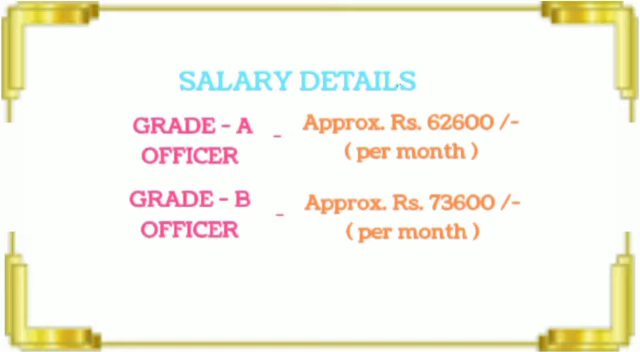 SALARY DETAILS
GRADE - A - Approx. Rs. 62600 /-
OFFICER ( per month )
GRADE - B - Approx. Rs. 73600 /-
OFFICER ( per month )